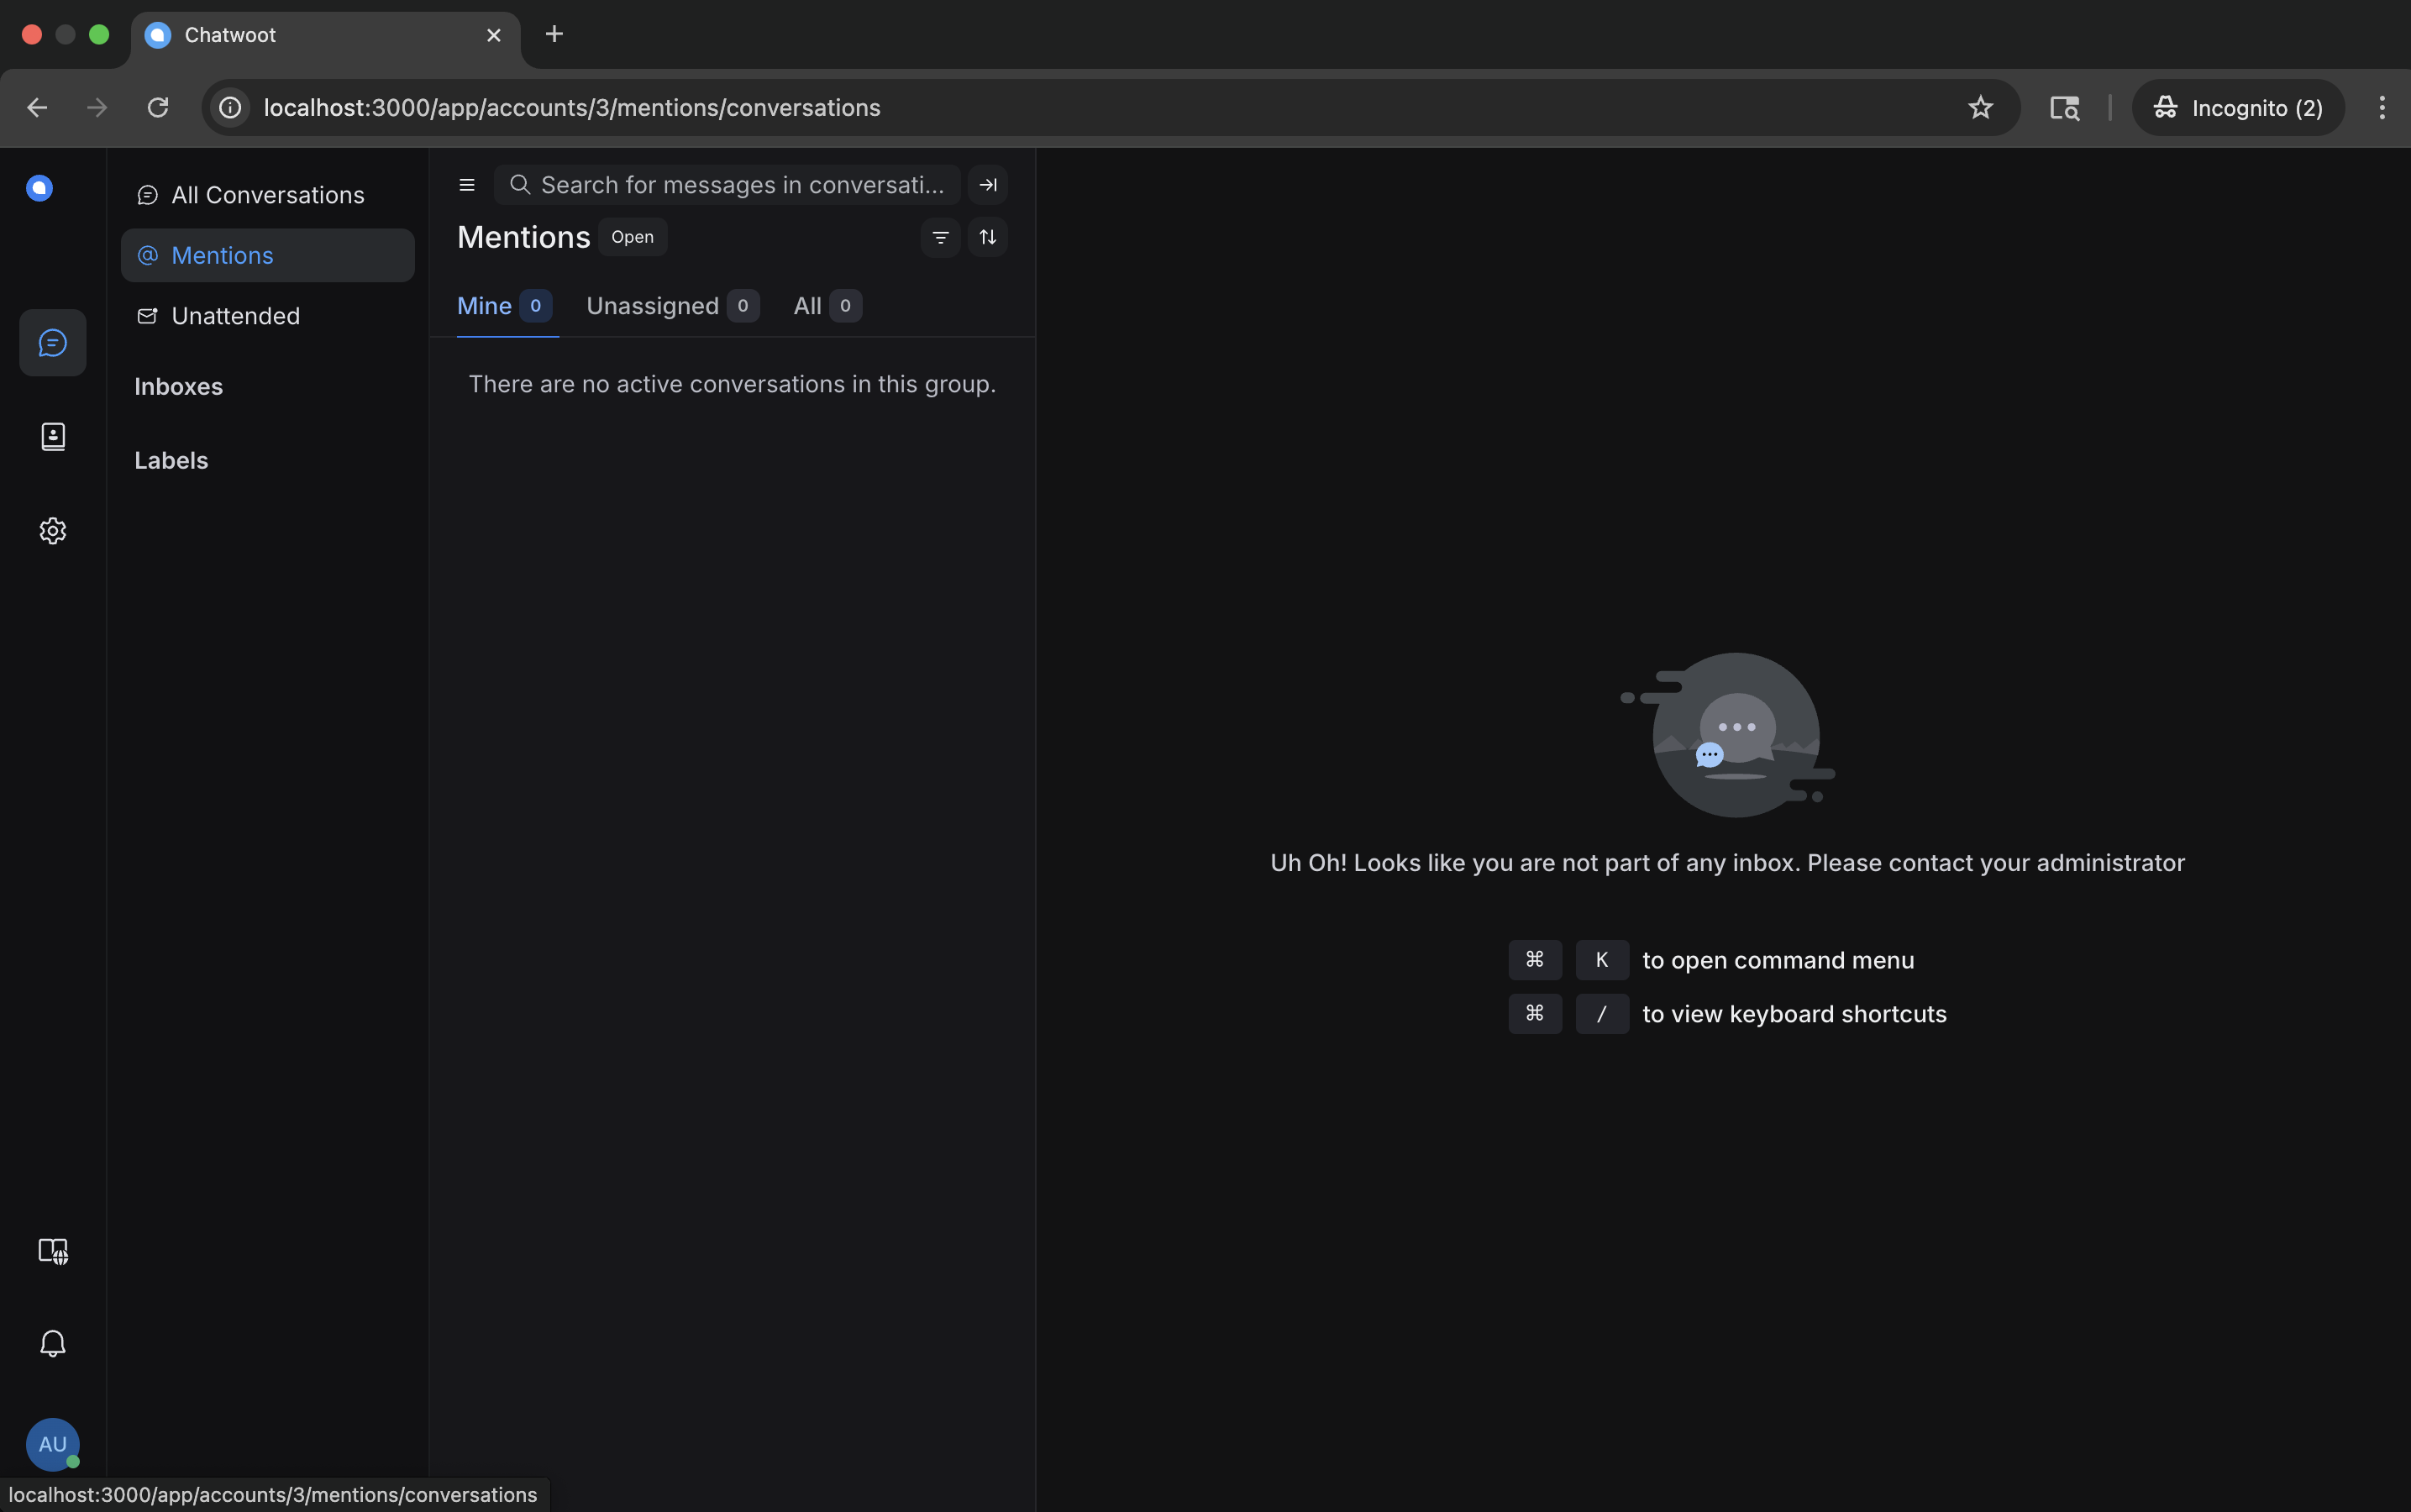 Chatwoot
localhost:3000/app/accounts/3/mentions/conversations
Incognito (2)
All Conversations
Mentions
Unattended
Inboxes
Labels
Search for messages in conversati...
Mentions Open
Mine 0 Unassigned 0 All 0
There are no active conversations in this group.
Uh Oh! Looks like you are not part of any inbox. Please contact your administrator
⌘ K to open command menu
⌘ / to view keyboard shortcuts
AU
localhost:3000/app/accounts/3/mentions/conversations